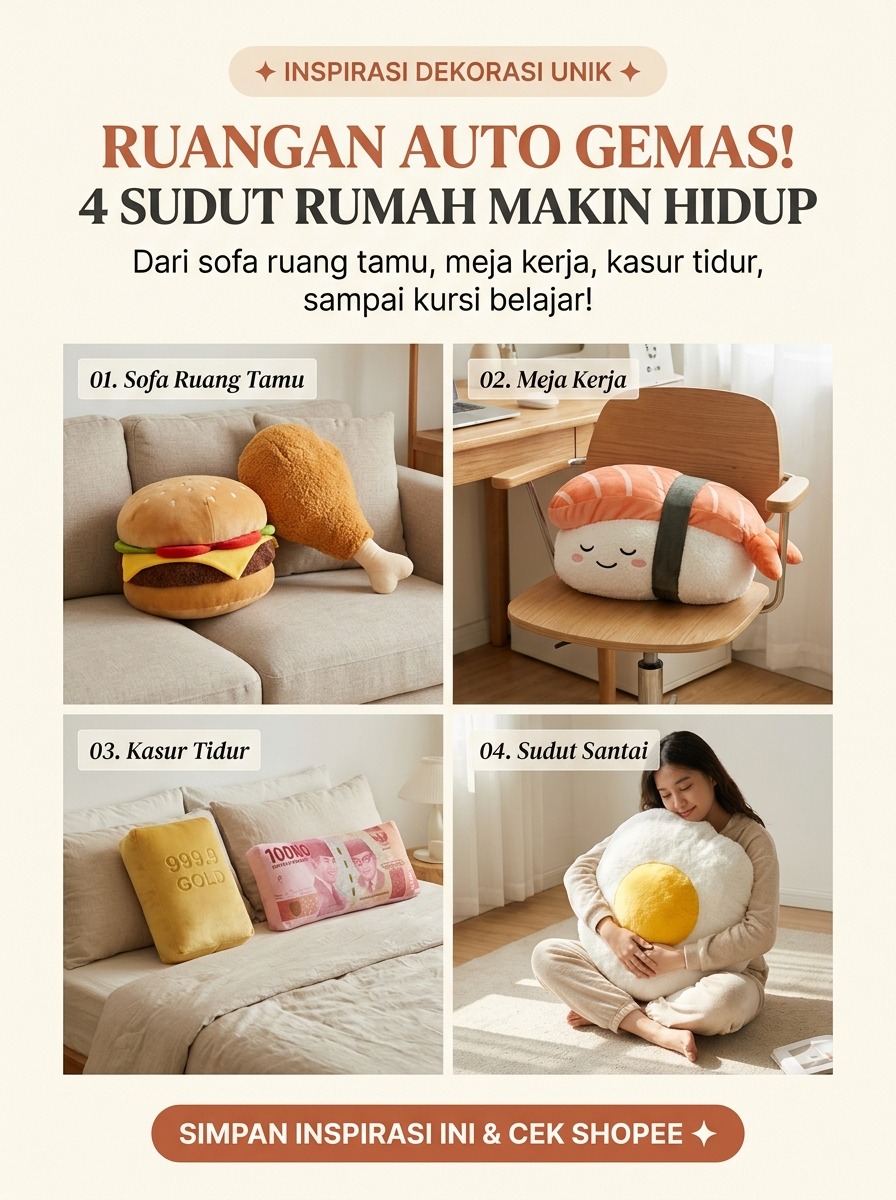 ✦ INSPIRASI DEKORASI UNIK ✦
RUANGAN AUTO GEMAS!
4 SUDUT RUMAH MAKIN HIDUP
Dari sofa ruang tamu, meja kerja, kasur tidur,
sampai kursi belajar!
01. Sofa Ruang Tamu
02. Meja Kerja
03. Kasur Tidur
999.9
GOLD
04. Sudut Santai
SIMPAN INSPIRASI INI & CEK SHOPEE ✦